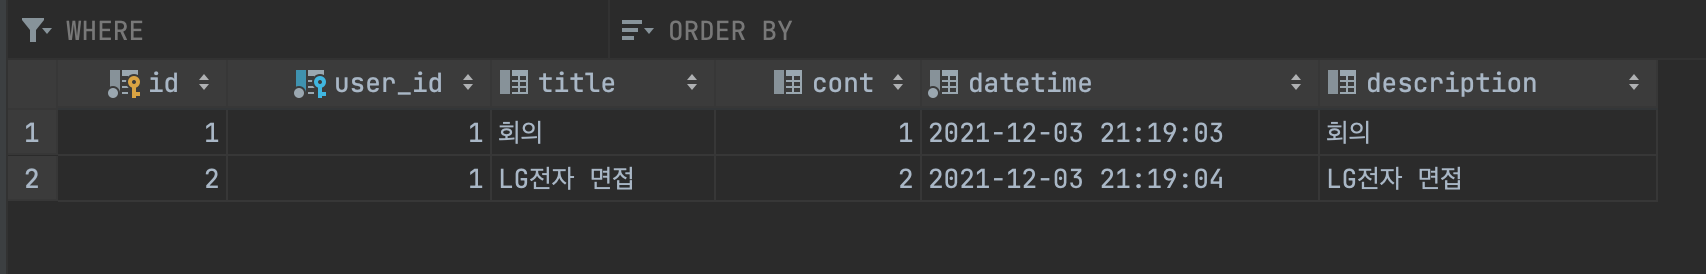 WHERE ORDER BY
id user_id title cont datetime description
1 1 1 회의 1 2021-12-03 21:19:03 회의
2 2 1 LG전자 면접 2 2021-12-03 21:19:04 LG전자 면접